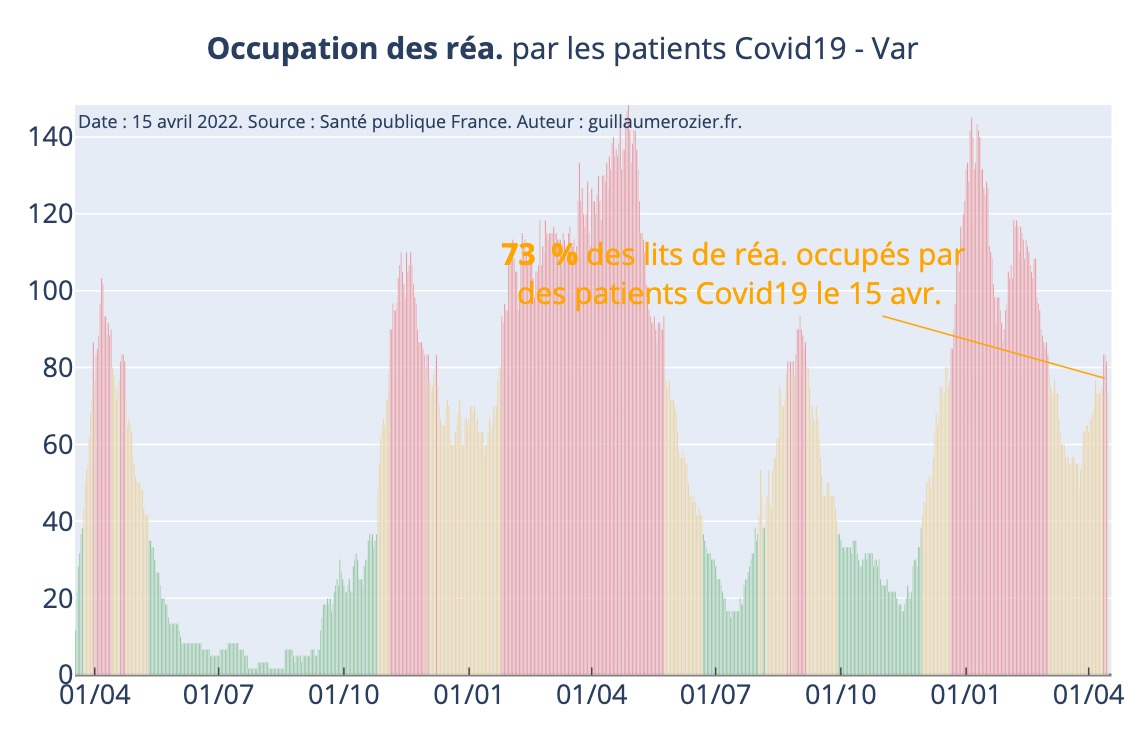 Occupation des réa. par les patients Covid19 - Var
Date : 15 avril 2022. Source : Santé publique France. Auteur : guillaumerozier.fr.
140
120
100
80
60
40
20
0
73 % des lits de réa. occupés par
des patients Covid19 le 15 avr.
01/04 01/07 01/10 01/01 01/04 01/07 01/10 01/01 01/04